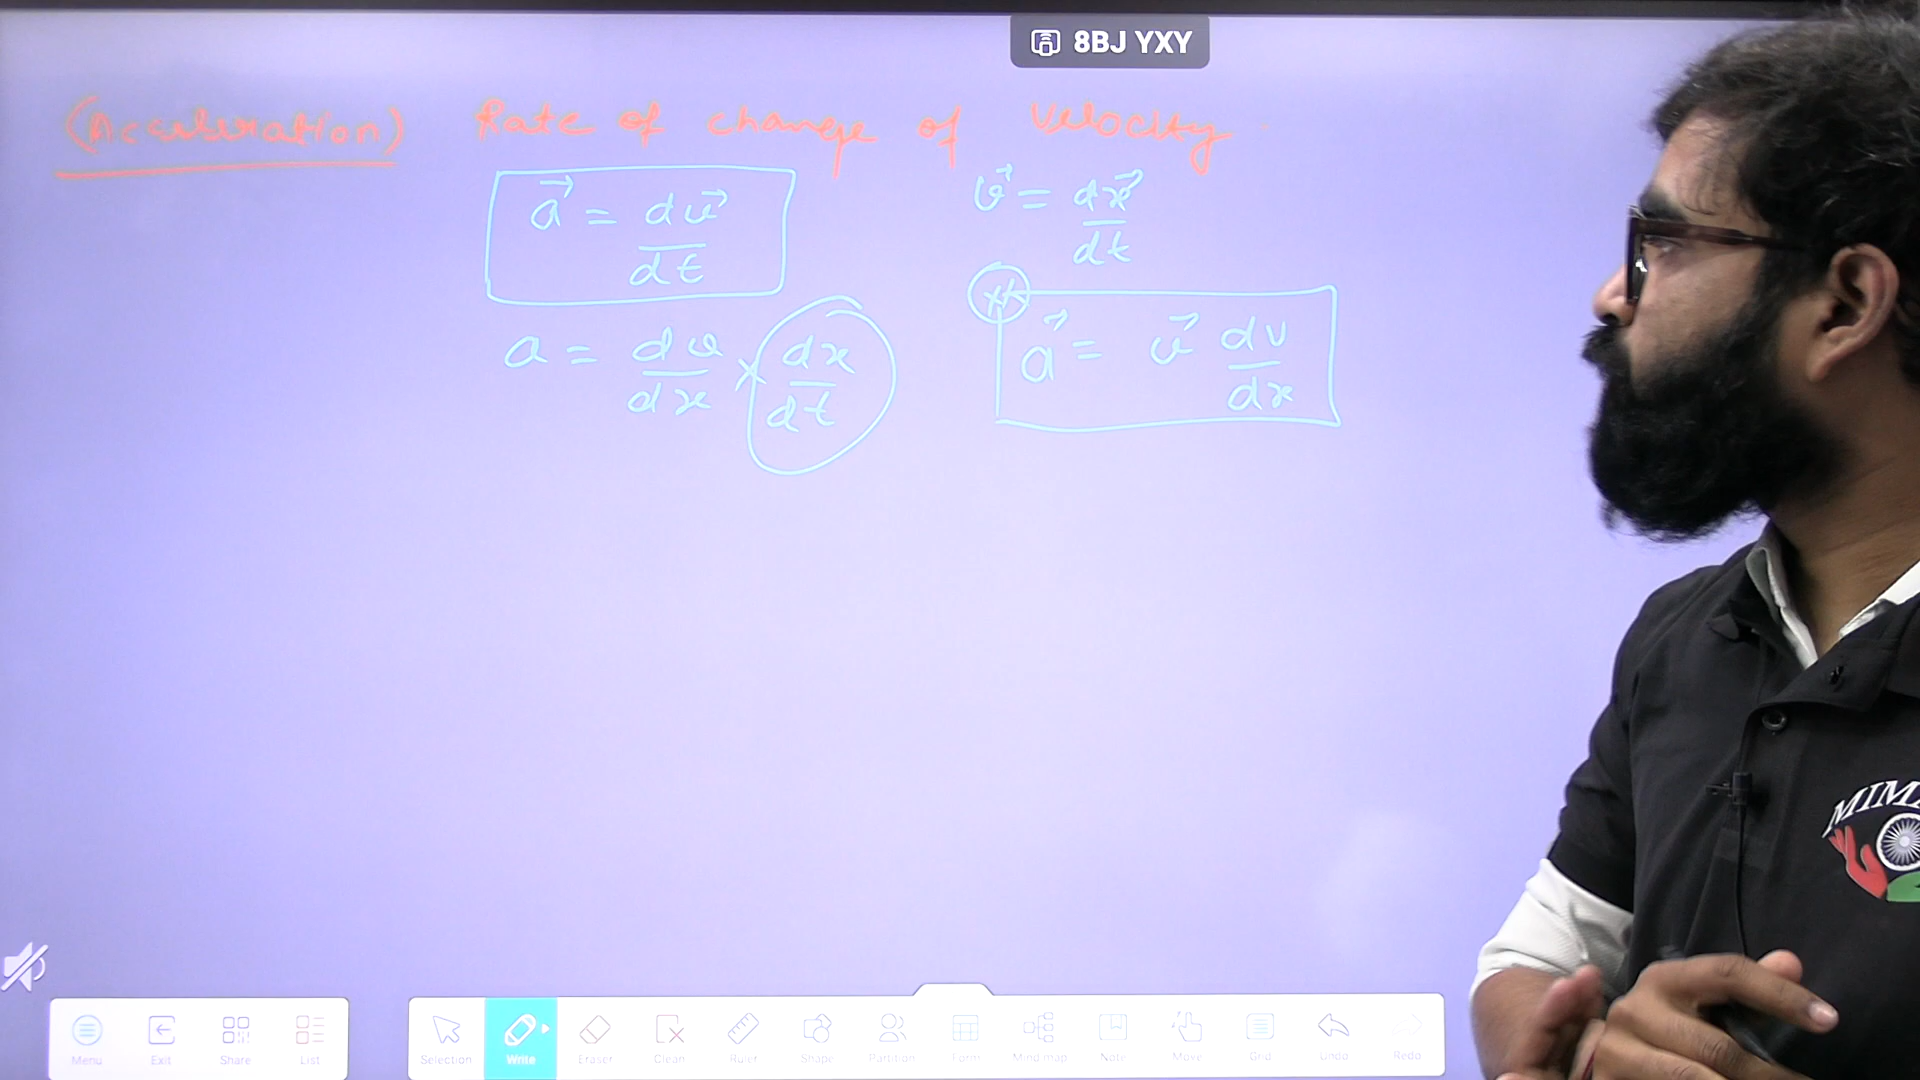 8BJ YXY
(Acceleration) Rate of change of velocity
a⃗ = dv⃗/dt
v⃗ = dx⃗/dt
a = dv/dx × dx/dt
** a⃗ = v⃗ dv/dx
MIM
Menu Exit Share List Selection Write Eraser Clean Ruler Shape Partition Form Mind map Note Move Grid Undo Redo